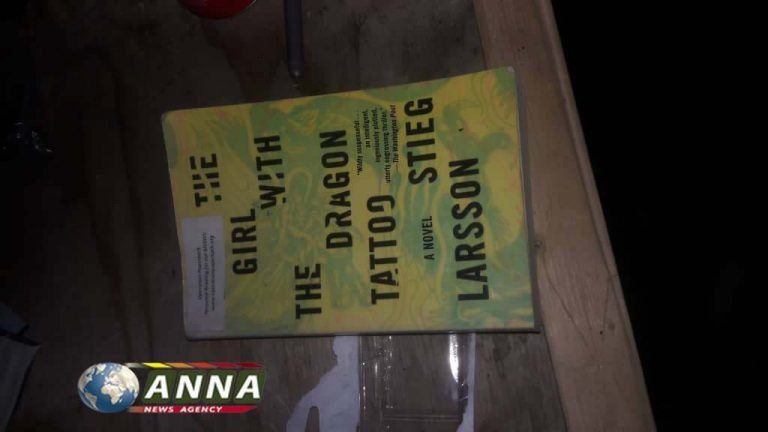 THE
GIRL WITH
THE DRAGON
TATTOO
"Wildly suspenseful . . .
an intelligent,
ingeniously plotted,
utterly engrossing thriller."
—The Washington Post
A NOVEL
STIEG
LARSSON
ANNA
NEWS AGENCY